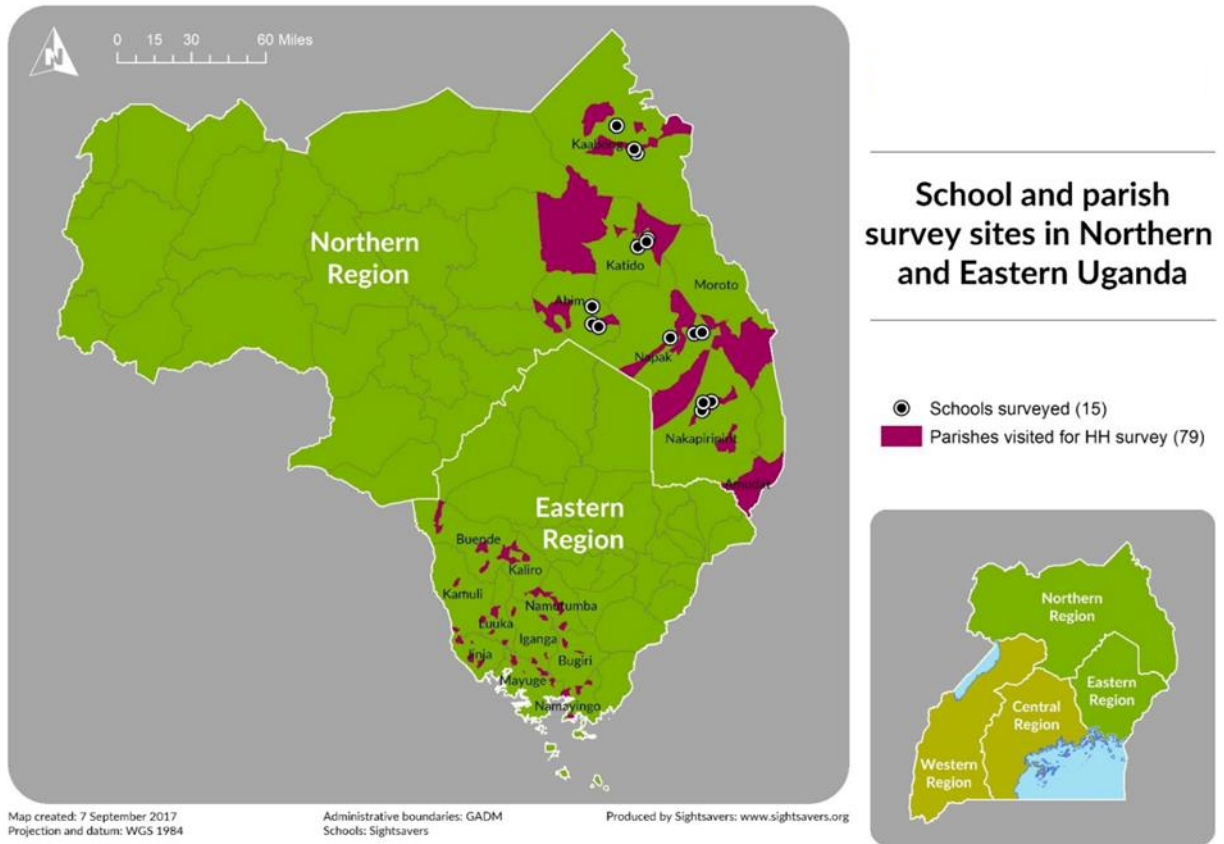 N
0 15 30 60 Miles
Kaabong
Northern
Region
Katido
Moroto
Abim
Napak
Nakapiripirit
Amudat
Eastern
Region
Buende
Kaliro
Kamuli
Namutumba
Luuka
Iganga
Jinja
Bugiri
Mayuge
Namayingo
School and parish
survey sites in Northern
and Eastern Uganda
Schools surveyed (15)
Parishes visited for HH survey (79)
Northern
Region
Eastern
Region
Central
Region
Western
Region
Map created: 7 September 2017
Projection and datum: WGS 1984
Administrative boundaries: GADM
Schools: Sightsavers
Produced by Sightsavers: www.sightsavers.org